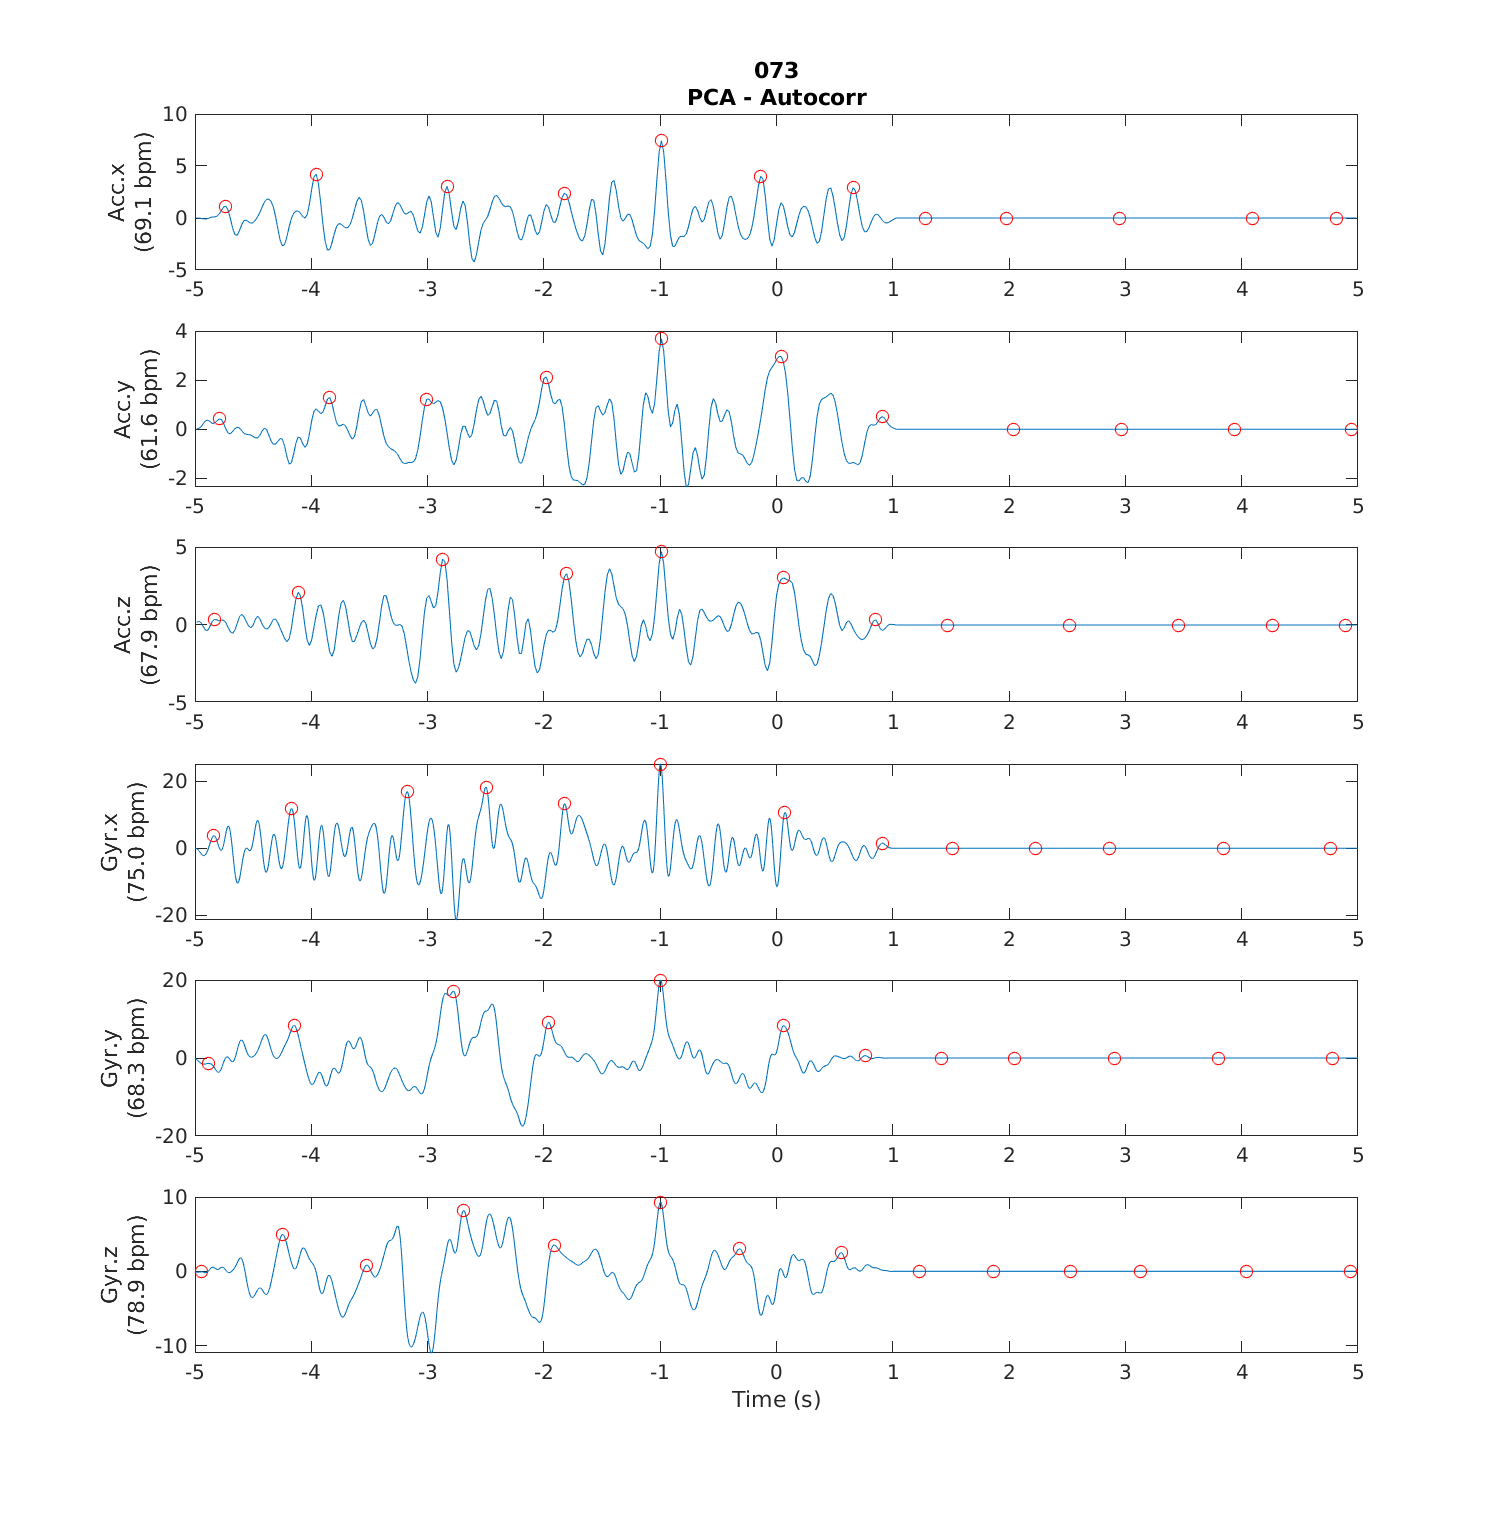 073
PCA - Autocorr
Acc.x
(69.1 bpm)
10
5
0
-5
-5 -4 -3 -2 -1 0 1 2 3 4 5
Acc.y
(61.6 bpm)
4
2
0
-2
-5 -4 -3 -2 -1 0 1 2 3 4 5
Acc.z
(67.9 bpm)
5
0
-5
-5 -4 -3 -2 -1 0 1 2 3 4 5
Gyr.x
(75.0 bpm)
20
0
-20
-5 -4 -3 -2 -1 0 1 2 3 4 5
Gyr.y
(68.3 bpm)
20
0
-20
-5 -4 -3 -2 -1 0 1 2 3 4 5
Gyr.z
(78.9 bpm)
10
0
-10
-5 -4 -3 -2 -1 0 1 2 3 4 5
Time (s)